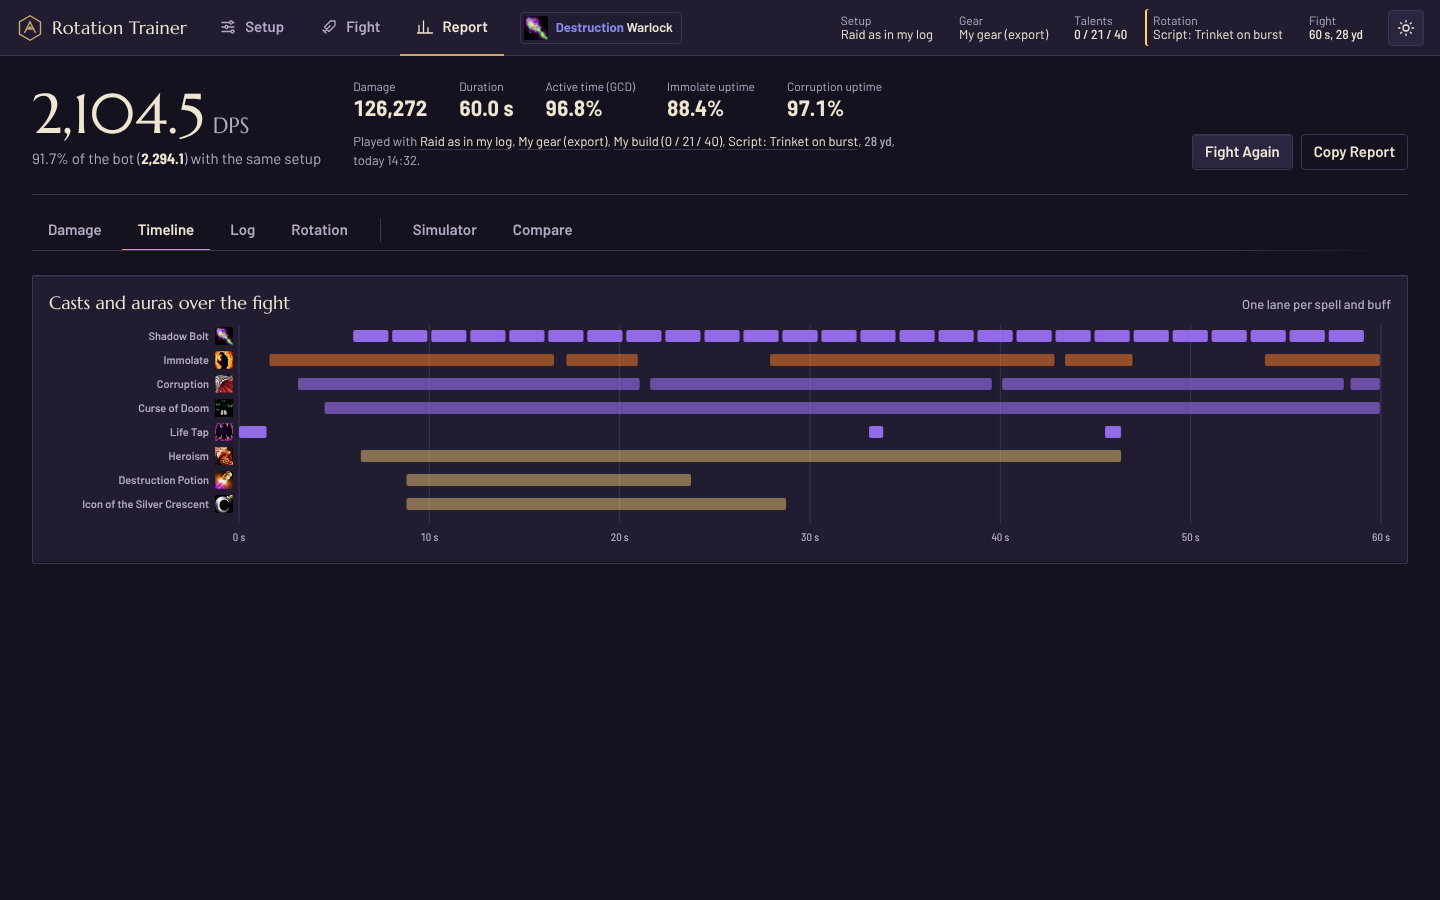 Rotation Trainer
Setup
Fight
Report
Destruction Warlock
Setup
Raid as in my log
Gear
My gear (export)
Talents
0 / 21 / 40
Rotation
Script: Trinket on burst
Fight
60 s, 28 yd
2,104.5 DPS
91.7% of the bot (2,294.1) with the same setup
Damage
126,272
Duration
60.0 s
Active time (GCD)
96.8%
Immolate uptime
88.4%
Corruption uptime
97.1%
Played with Raid as in my log, My gear (export), My build (0 / 21 / 40), Script: Trinket on burst, 28 yd,
today 14:32.
Fight Again
Copy Report
Damage
Timeline
Log
Rotation
Simulator
Compare
Casts and auras over the fight
One lane per spell and buff
Shadow Bolt
Immolate
Corruption
Curse of Doom
Life Tap
Heroism
Destruction Potion
Icon of the Silver Crescent
0 s
10 s
20 s
30 s
40 s
50 s
60 s